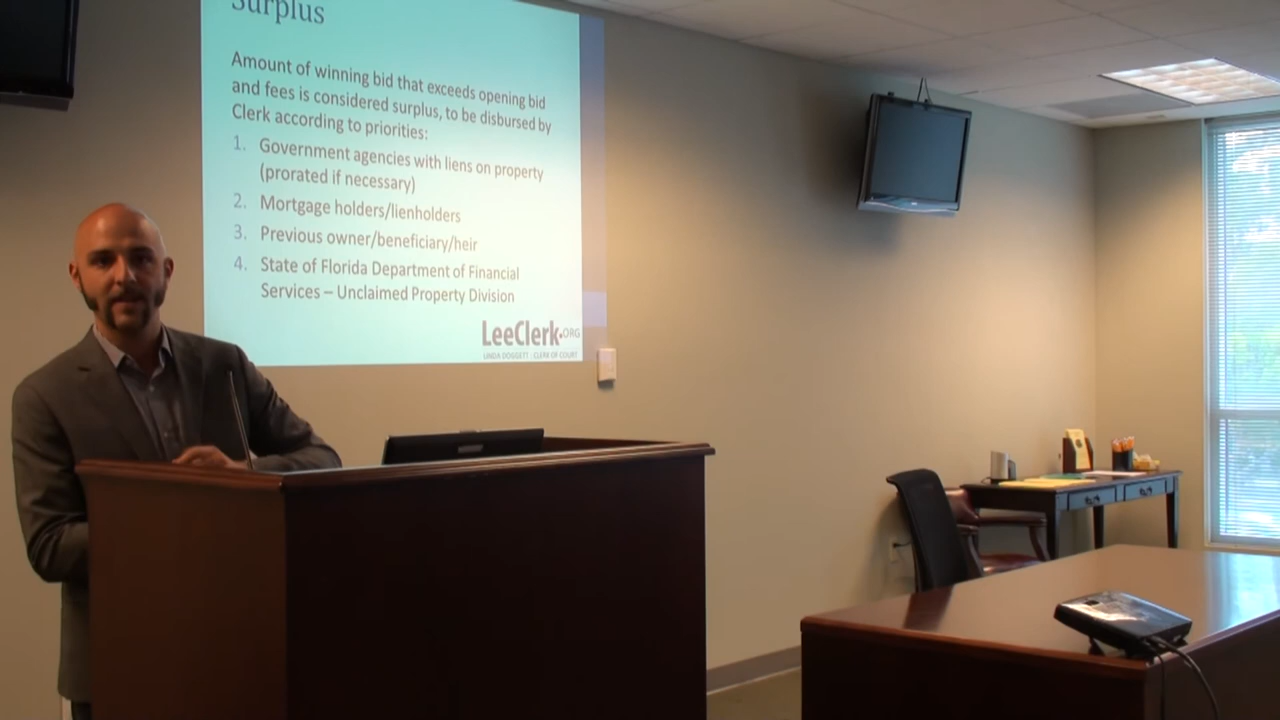 Surplus
Amount of winning bid that exceeds opening bid
and fees is considered surplus, to be disbursed by
Clerk according to priorities:
1. Government agencies with liens on property
(prorated if necessary)
2. Mortgage holders/lienholders
3. Previous owner/beneficiary/heir
4. State of Florida Department of Financial
Services – Unclaimed Property Division
LeeClerk.ORG
LINDA DOGGETT CLERK OF COURT